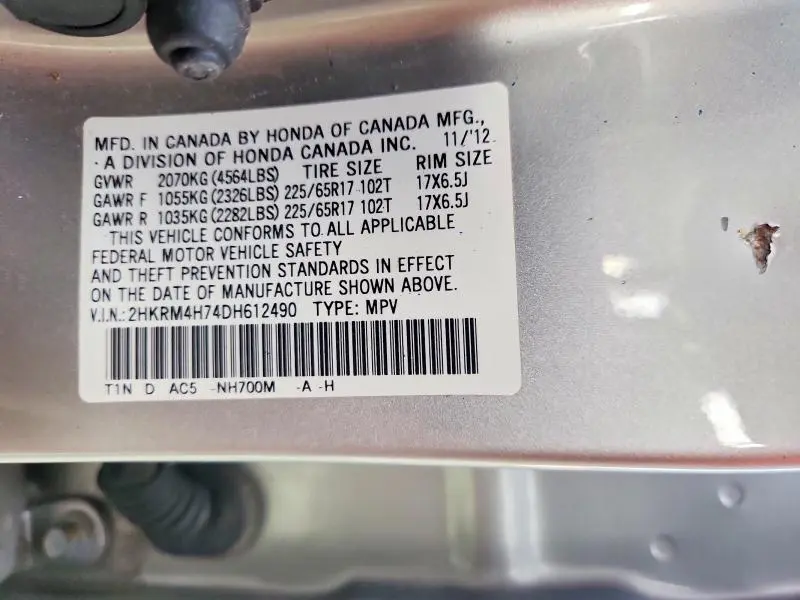 MFD. IN CANADA BY HONDA OF CANADA MFG.,
A DIVISION OF HONDA CANADA INC. 11/'12
GVWR 2070KG(4564LBS) TIRE SIZE RIM SIZE
GAWR F 1055KG(2326LBS) 225/65R17 102T 17X6.5J
GAWR R 1035KG(2282LBS) 225/65R17 102T 17X6.5J
THIS VEHICLE CONFORMS TO ALL APPLICABLE
FEDERAL MOTOR VEHICLE SAFETY
AND THEFT PREVENTION STANDARDS IN EFFECT
ON THE DATE OF MANUFACTURE SHOWN ABOVE.
V.I.N.:2HKRM4H74DH612490 TYPE: MPV
T1N D AC5 -NH700M -A -H